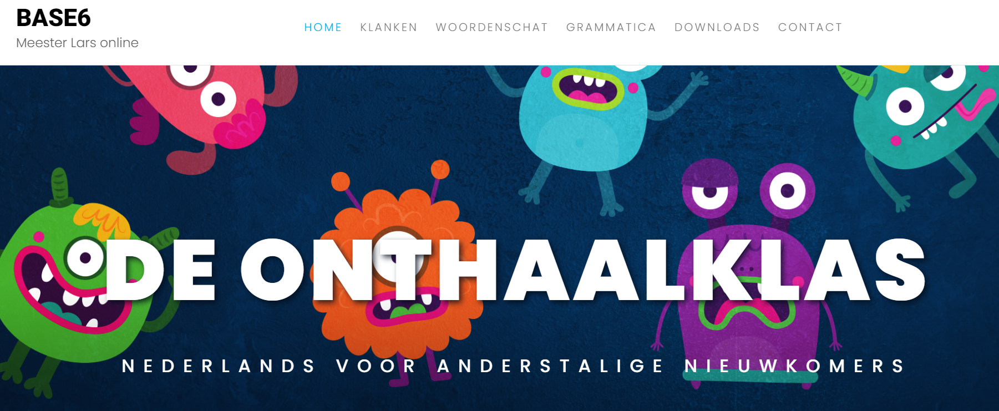 BASE6
Meester Lars online
HOME KLANKEN WOORDENSCHAT GRAMMATICA DOWNLOADS CONTACT
DE ONTHAALKLAS
NEDERLANDS VOOR ANDERSTALIGE NIEUWKOMERS